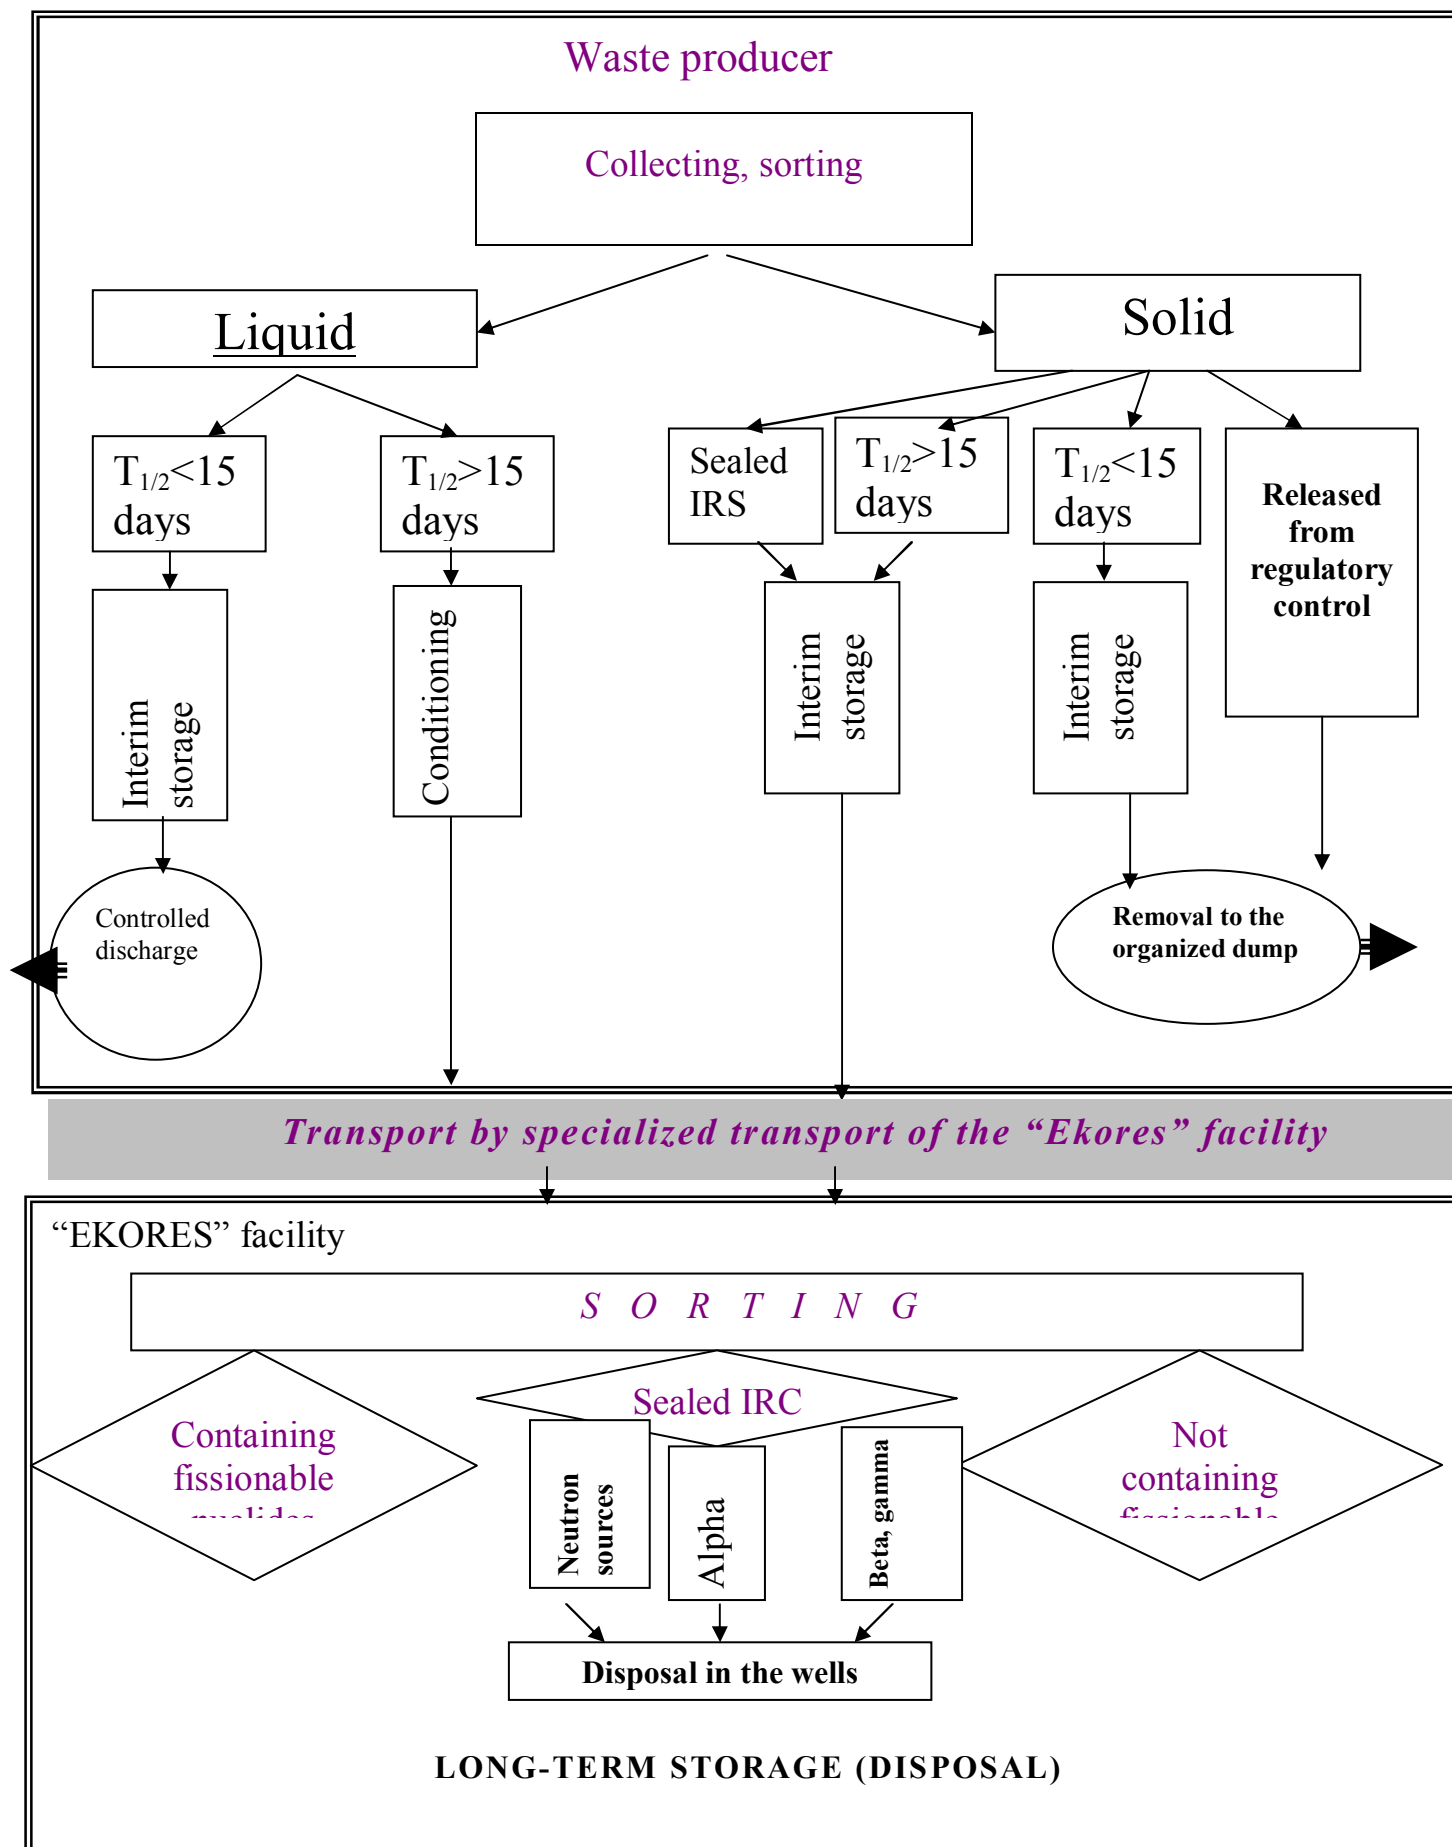 Waste producer
Collecting, sorting
Liquid
Solid
T1/2<15
days
T1/2>15
days
Sealed
IRS
T1/2>15
days
T1/2<15
days
Released
from
regulatory
control
Interim
storage
Conditioning
Interim
storage
Interim
storage
Controlled
discharge
Removal to the
organized dump
Transport by specialized transport of the “Ekores” facility
“EKORES” facility
S O R T I N G
Containing
fissionable
nuclides
Sealed IRC
Not
containing
fissionable
Neutron
sources
Alpha
Beta, gamma
Disposal in the wells
LONG-TERM STORAGE (DISPOSAL)